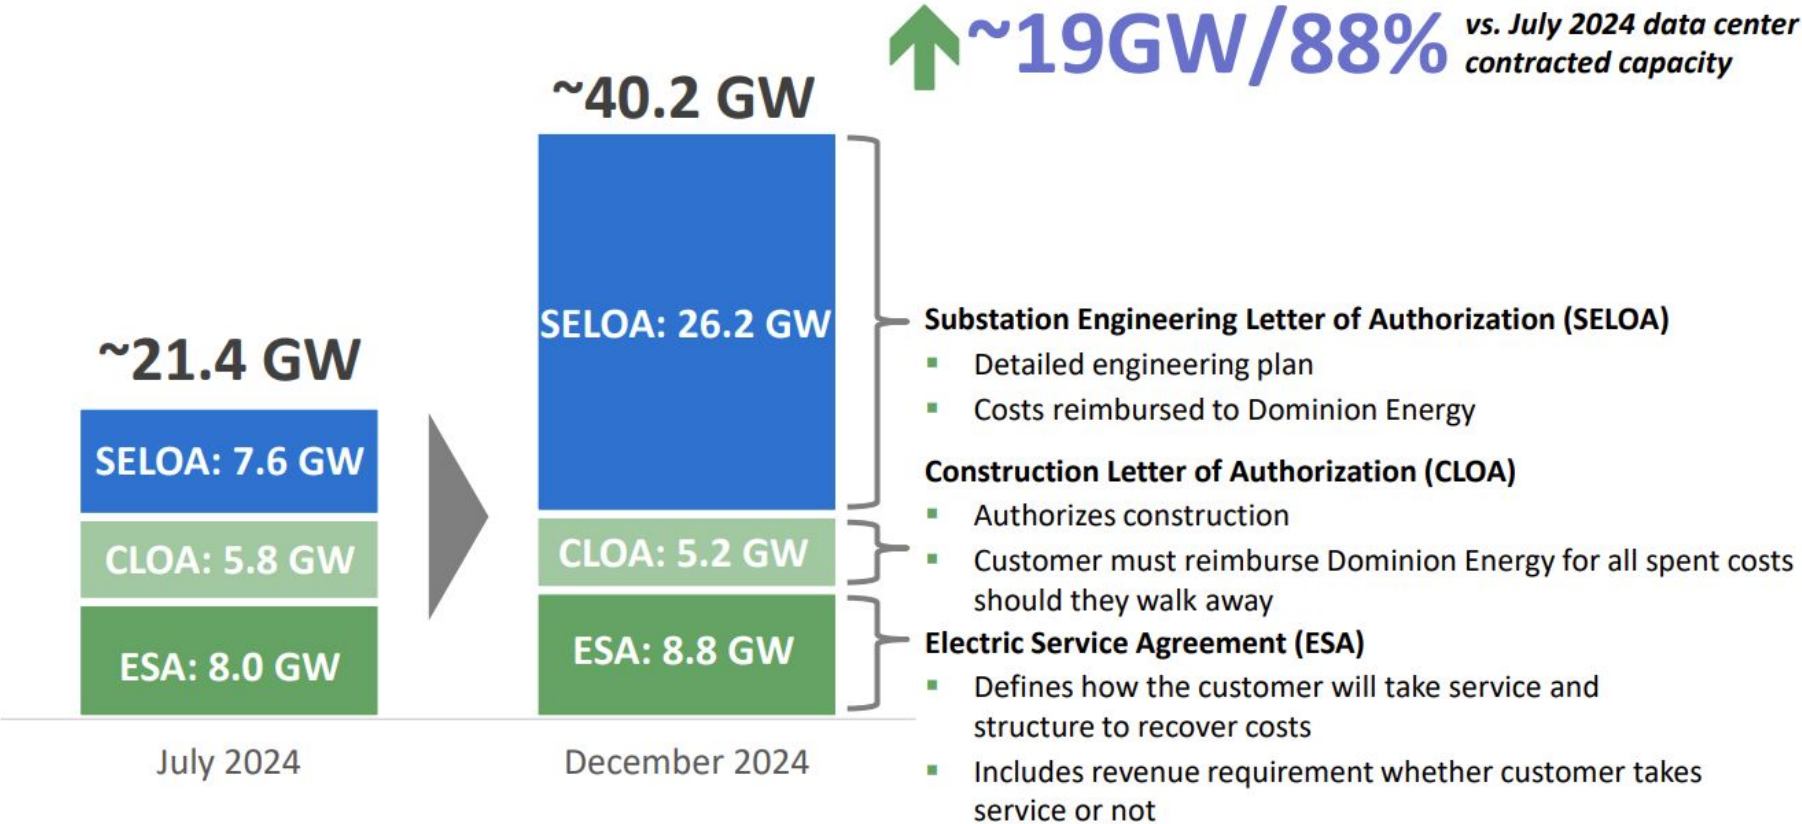 ~19GW/88%
vs. July 2024 data center
contracted capacity
~40.2 GW
SELOA: 26.2 GW
CLOA: 5.2 GW
ESA: 8.8 GW
December 2024
~21.4 GW
SELOA: 7.6 GW
CLOA: 5.8 GW
ESA: 8.0 GW
July 2024
Substation Engineering Letter of Authorization (SELOA)
▪ Detailed engineering plan
▪ Costs reimbursed to Dominion Energy
Construction Letter of Authorization (CLOA)
▪ Authorizes construction
▪ Customer must reimburse Dominion Energy for all spent costs
should they walk away
Electric Service Agreement (ESA)
▪ Defines how the customer will take service and
structure to recover costs
▪ Includes revenue requirement whether customer takes
service or not